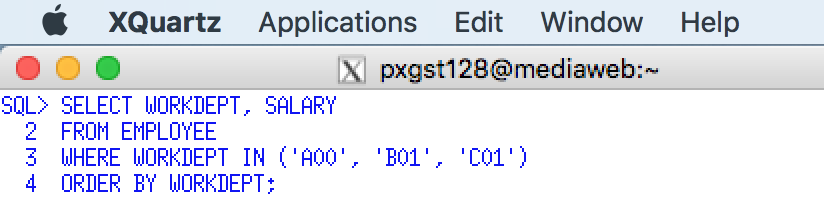 XQuartz Applications Edit Window Help
pxgst128@mediaweb:~
SQL> SELECT WORKDEPT, SALARY
2 FROM EMPLOYEE
3 WHERE WORKDEPT IN ('A00', 'B01', 'C01')
4 ORDER BY WORKDEPT;